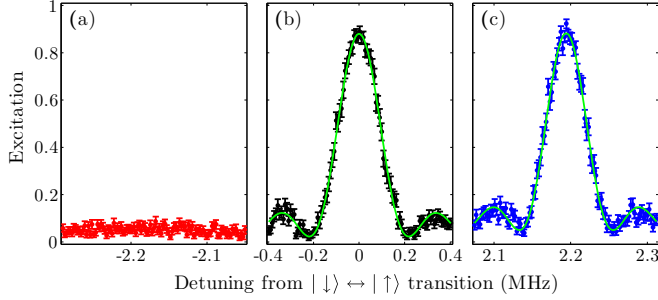 (a) (b) (c)
Excitation
1
0.8
0.6
0.4
0.2
0
-2.2 -2.1 -0.4 -0.2 0 0.2 0.4 2.1 2.2 2.3
Detuning from | ↓⟩ ↔ | ↑⟩ transition (MHz)